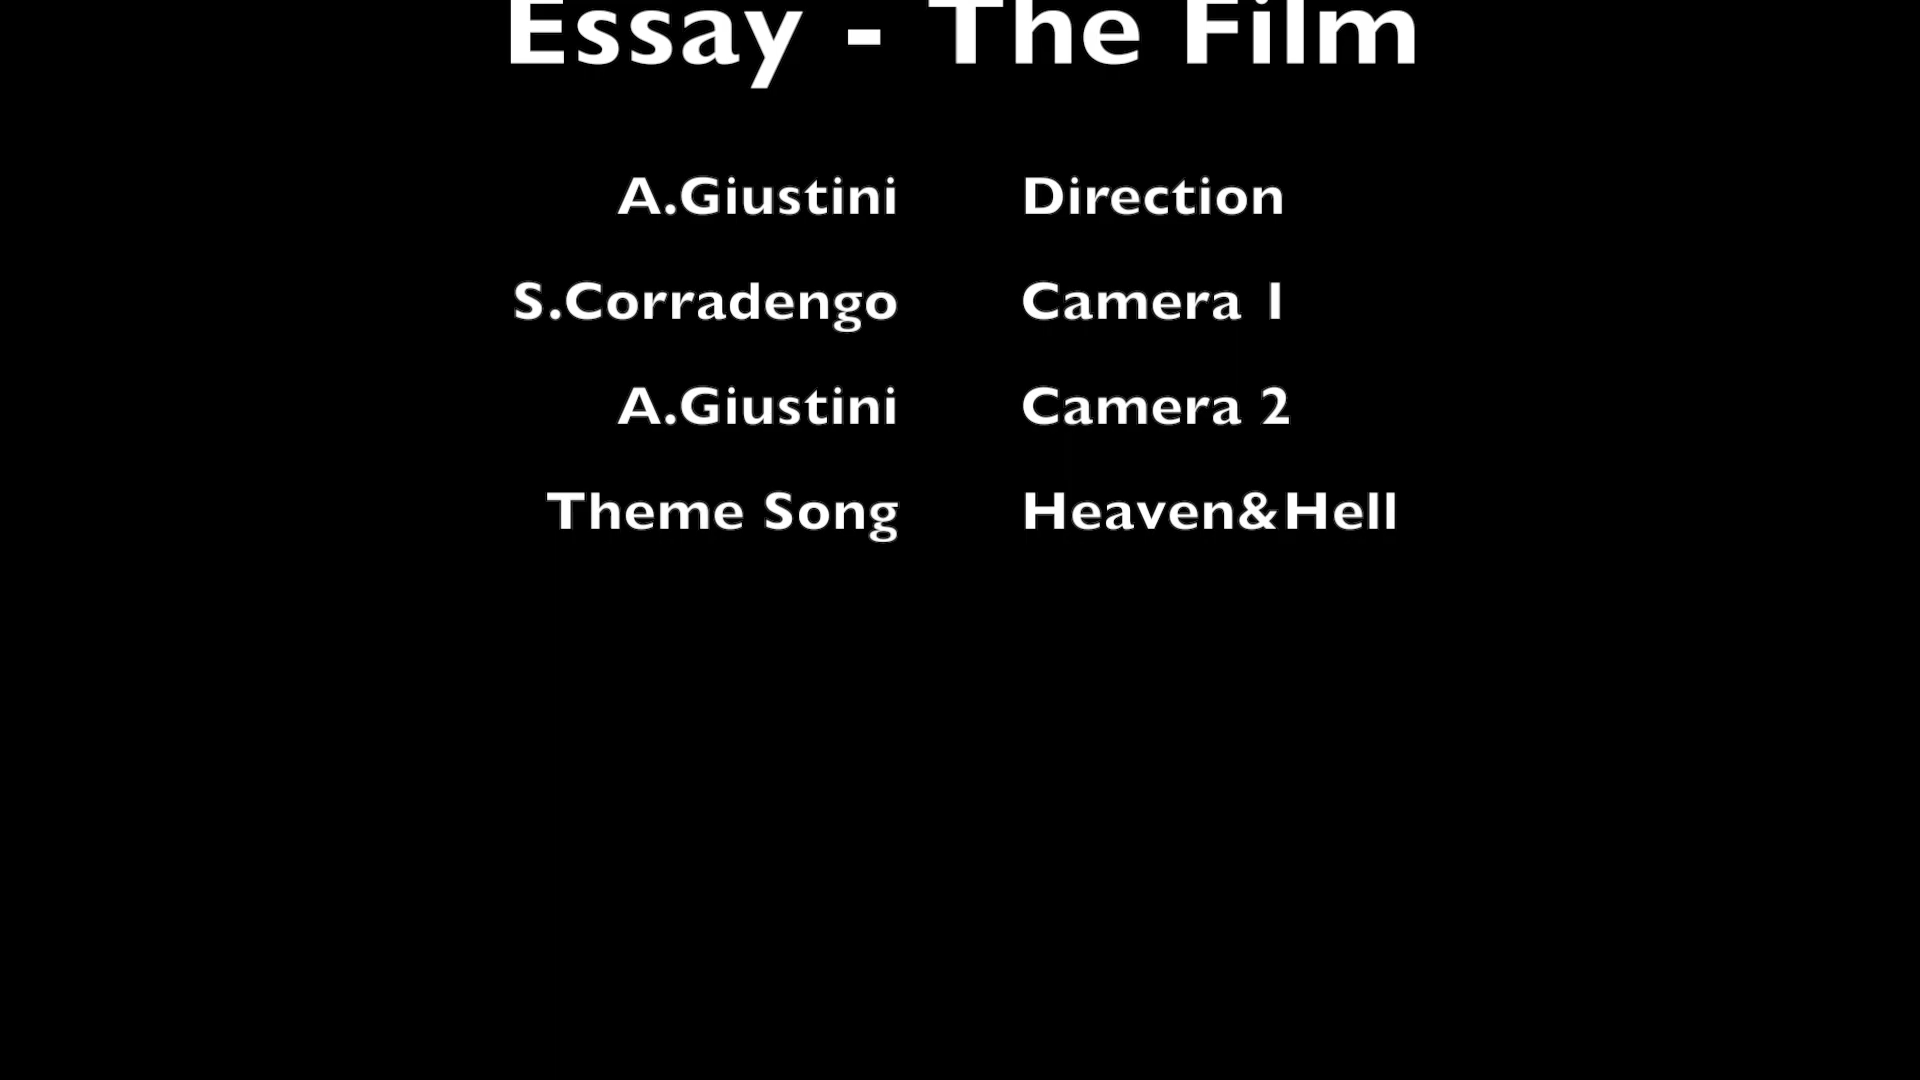 Essay - The Film
A.Giustini Direction
S.Corradengo Camera 1
A.Giustini Camera 2
Theme Song Heaven&Hell